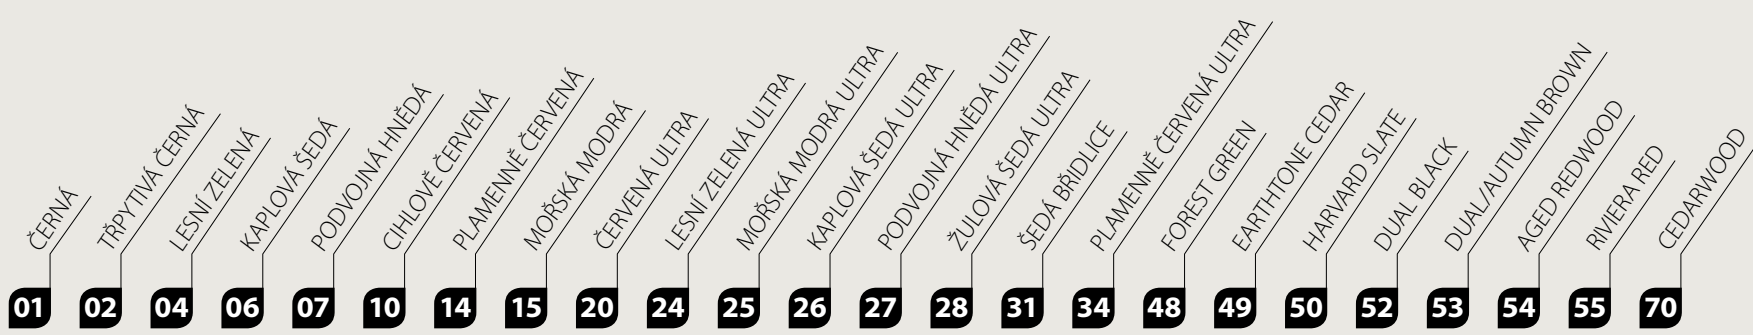 ČERNÁ
TŘPYTIVÁ ČERNÁ
LESNÍ ZELENÁ
KAPLOVÁ ŠEDÁ
PODVOJNÁ HNĚDÁ
CIHLOVĚ ČERVENÁ
PLAMENNĚ ČERVENÁ
MOŘSKÁ MODRÁ
ČERVENÁ ULTRA
LESNÍ ZELENÁ ULTRA
MOŘSKÁ MODRÁ ULTRA
KAPLOVÁ ŠEDÁ ULTRA
PODVOJNÁ HNĚDÁ ULTRA
ŽULOVÁ ŠEDÁ ULTRA
ŠEDÁ BŘIDLICE
PLAMENNĚ ČERVENÁ ULTRA
FOREST GREEN
EARTHTONE CEDAR
HARVARD SLATE
DUAL BLACK
DUAL/AUTUMN BROWN
AGED REDWOOD
RIVIERA RED
CEDARWOOD
01 02 04 06 07 10 14 15 20 24 25 26 27 28 31 34 48 49 50 52 53 54 55 70